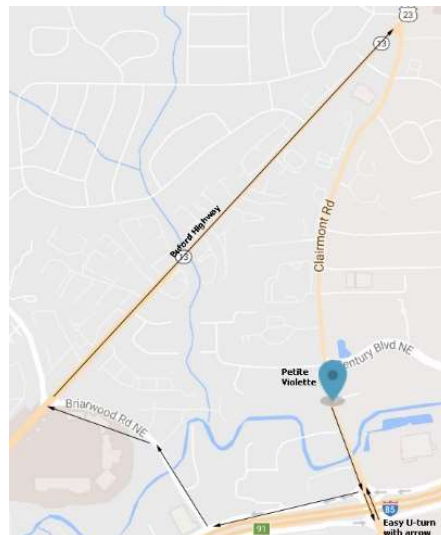 23
13
Buford Highway
13
Clairmont Rd
Century Blvd NE
Petite
Violette
Briarwood Rd NE
85
91
Easy U-turn
with arrow